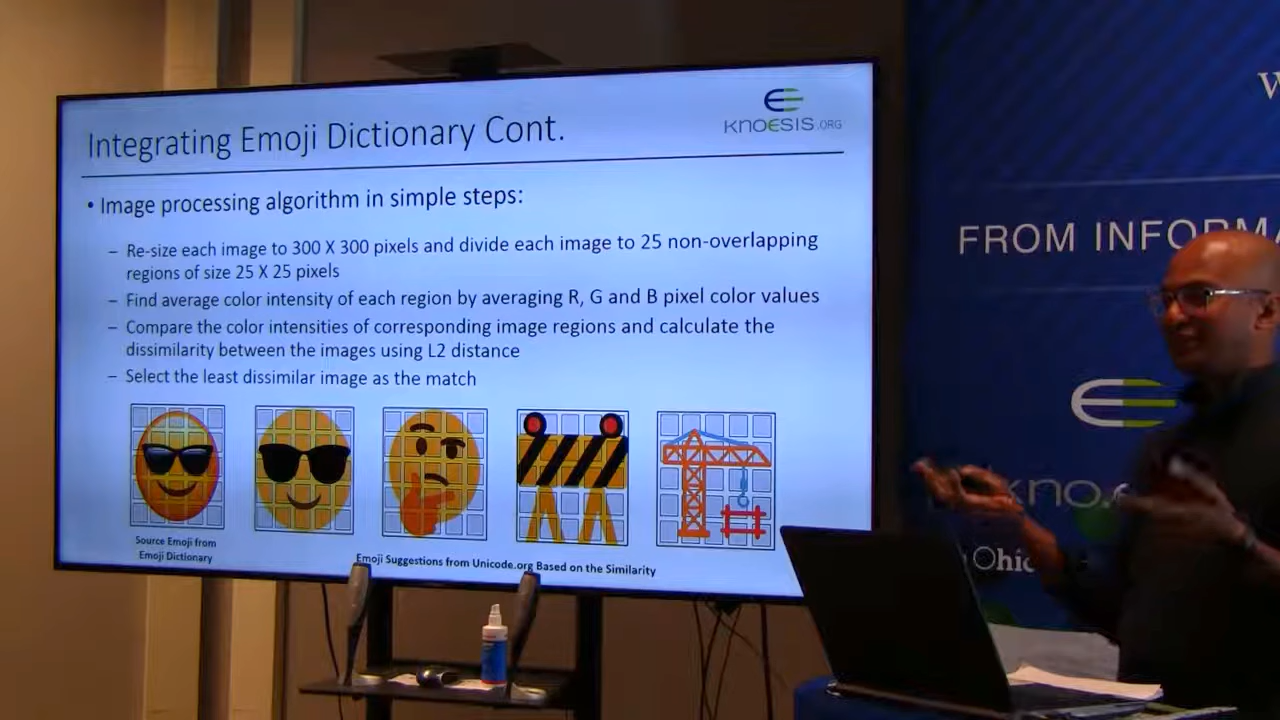 Integrating Emoji Dictionary Cont.
KNOESIS.ORG
• Image processing algorithm in simple steps:
– Re-size each image to 300 X 300 pixels and divide each image to 25 non-overlapping
regions of size 25 X 25 pixels
– Find average color intensity of each region by averaging R, G and B pixel color values
– Compare the color intensities of corresponding image regions and calculate the
dissimilarity between the images using L2 distance
– Select the least dissimilar image as the match
Source Emoji from
Emoji Dictionary
Emoji Suggestions from Unicode.org Based on the Similarity
W
FROM INFORMA
kno.e
Ohi